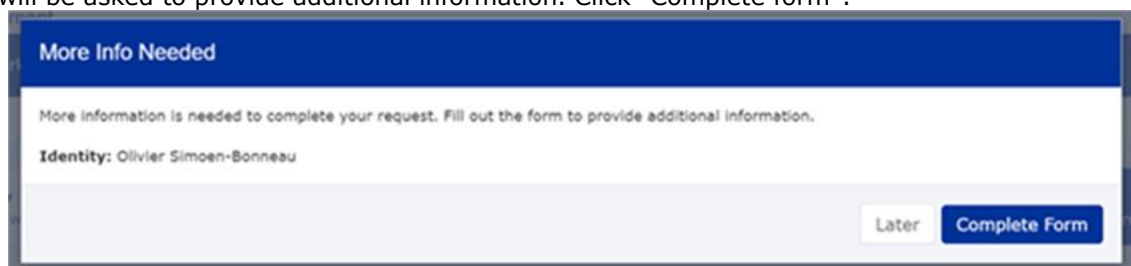 will be asked to provide additional information. Click "Complete form".
More Info Needed
More information is needed to complete your request. Fill out the form to provide additional information.
Identity: Olivier Simoen-Bonneau
Later Complete Form